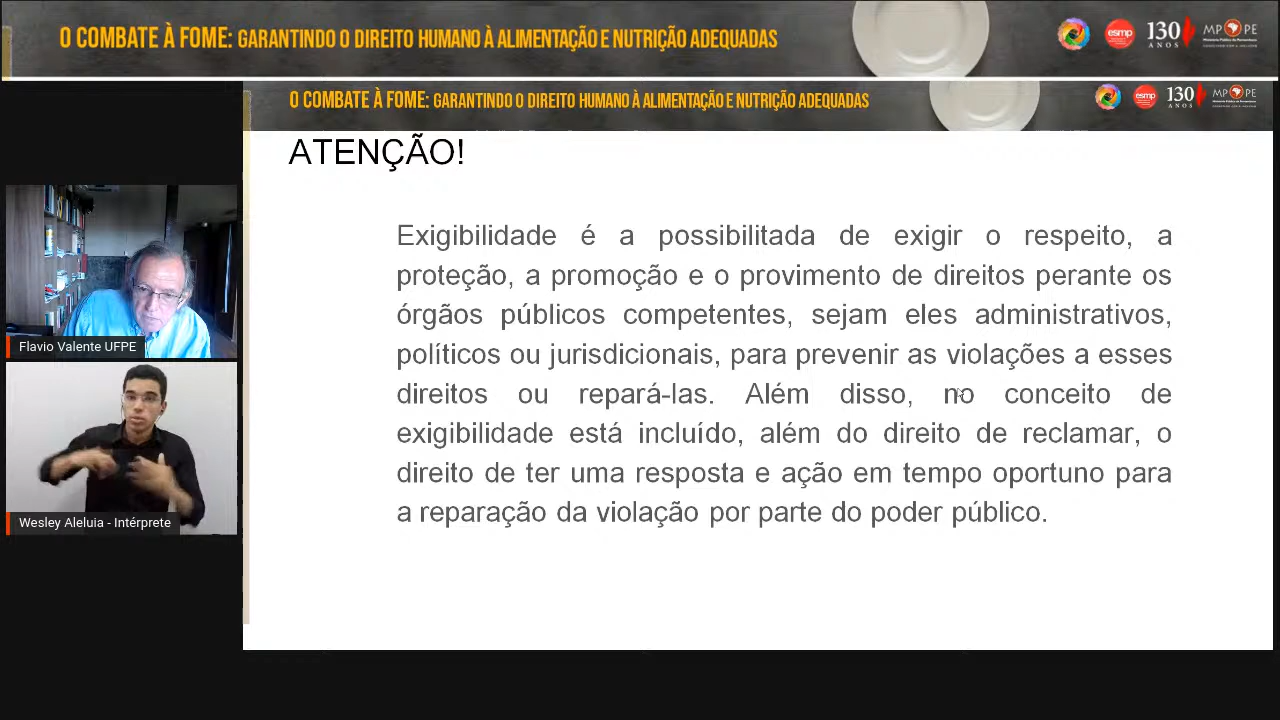 O COMBATE À FOME: GARANTINDO O DIREITO HUMANO À ALIMENTAÇÃO E NUTRIÇÃO ADEQUADAS
esmp
130
ANOS
MPPE
O COMBATE À FOME: GARANTINDO O DIREITO HUMANO À ALIMENTAÇÃO E NUTRIÇÃO ADEQUADAS
esmp
130
ANOS
MPPE
ATENÇÃO!
Exigibilidade é a possibilitada de exigir o respeito, a
proteção, a promoção e o provimento de direitos perante os
órgãos públicos competentes, sejam eles administrativos,
políticos ou jurisdicionais, para prevenir as violações a esses
direitos ou repará-las. Além disso, no conceito de
exigibilidade está incluído, além do direito de reclamar, o
direito de ter uma resposta e ação em tempo oportuno para
a reparação da violação por parte do poder público.
Flavio Valente UFPE
Wesley Aleluia - Intérprete